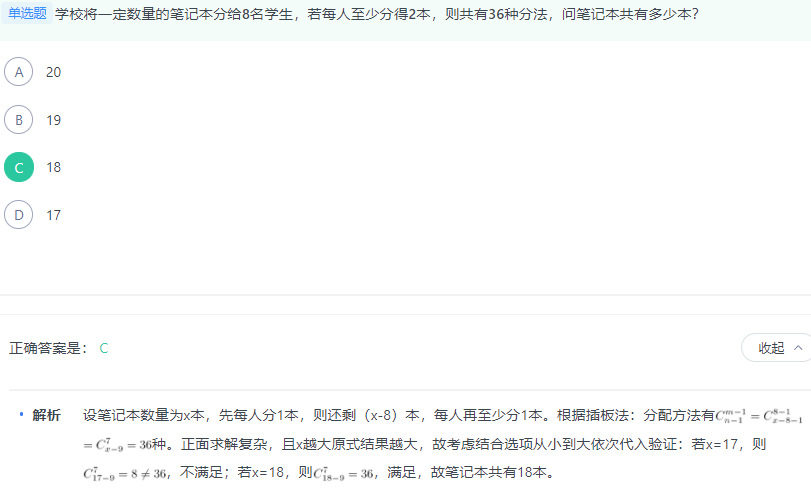 单选题 学校将一定数量的笔记本分给8名学生，若每人至少分得2本，则共有36种分法，问笔记本共有多少本？
A 20
B 19
C 18
D 17
正确答案是： C
收起
• 解析 设笔记本数量为x本，先每人分1本，则还剩（x-8）本，每人再至少分1本。根据插板法：分配方法有$C_{n-1}^{m-1}=C_{x-8-1}^{8-1}$
$=C_{x-9}^{7}=36$种。正面求解复杂，且x越大原式结果越大，故考虑结合选项从小到大依次代入验证：若x=17，则
$C_{17-9}^{7}=8\neq 36$，不满足；若x=18，则$C_{18-9}^{7}=36$，满足，故笔记本共有18本。